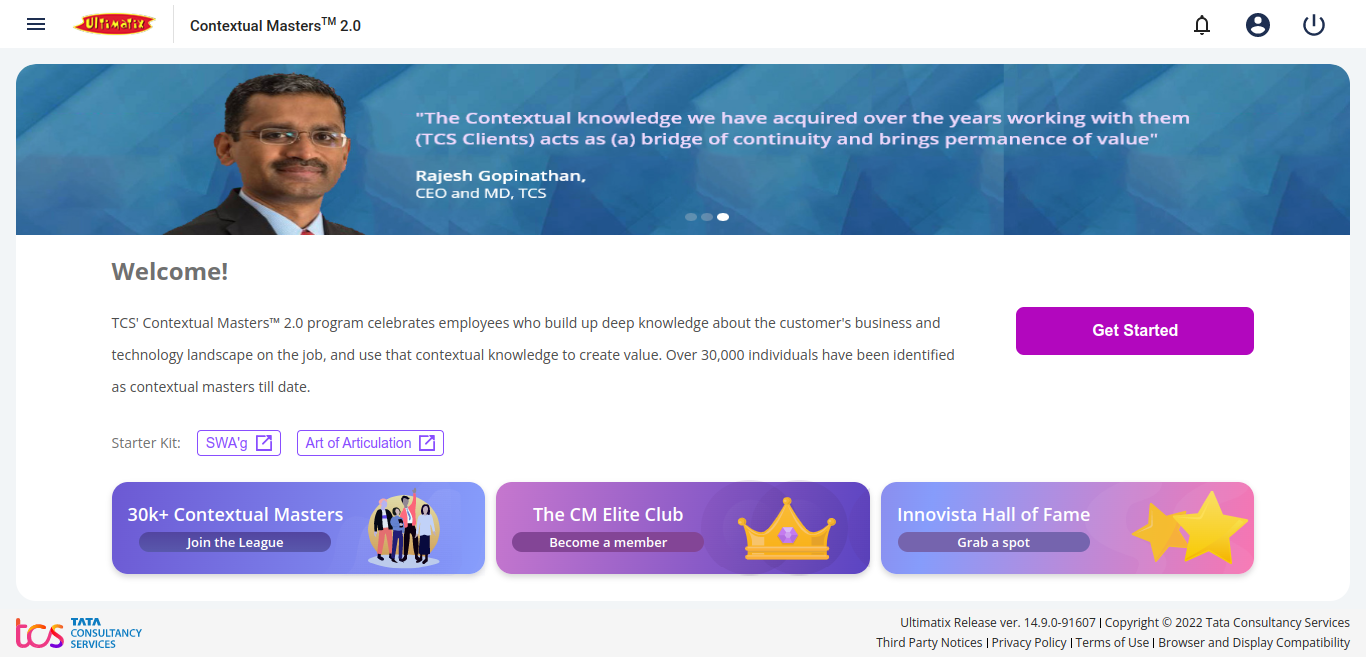 ULTIMATIX
Contextual Masters™ 2.0
"The Contextual knowledge we have acquired over the years working with them
(TCS Clients) acts as (a) bridge of continuity and brings permanence of value"
Rajesh Gopinathan,
CEO and MD, TCS
Welcome!
TCS' Contextual Masters™ 2.0 program celebrates employees who build up deep knowledge about the customer's business and
technology landscape on the job, and use that contextual knowledge to create value. Over 30,000 individuals have been identified
as contextual masters till date.
Get Started
Starter Kit:
SWA'g
Art of Articulation
30k+ Contextual Masters
Join the League
The CM Elite Club
Become a member
Innovista Hall of Fame
Grab a spot
tcs
TATA
CONSULTANCY
SERVICES
Ultimatix Release ver. 14.9.0-91607 | Copyright © 2022 Tata Consultancy Services
Third Party Notices | Privacy Policy | Terms of Use | Browser and Display Compatibility